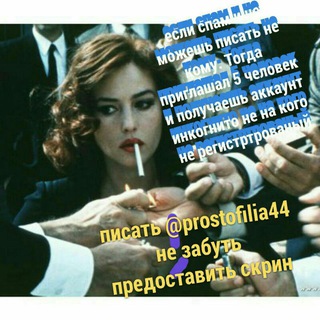 если спам и не
можешь писать не
кому. Тогда
приглашал 5 человек
и получаешь аккаунт
инкогнито не на кого
не регистртрованый
писать @prostofilia44
не забуть
предоставить скрин